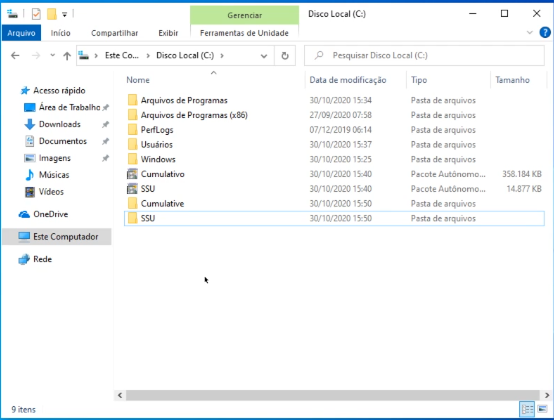 Gerenciar Disco Local (C:)
Arquivo Início Compartilhar Exibir Ferramentas de Unidade
Este Co... Disco Local (C:) Pesquisar Disco Local (C:)
Nome Data de modificação Tipo Tamanho
Acesso rápido
Área de Trabalho
Downloads
Documentos
Imagens
Músicas
Vídeos
OneDrive
Este Computador
Rede
Arquivos de Programas 30/10/2020 15:34 Pasta de arquivos
Arquivos de Programas (x86) 27/09/2020 07:58 Pasta de arquivos
PerfLogs 07/12/2019 06:14 Pasta de arquivos
Usuários 30/10/2020 15:37 Pasta de arquivos
Windows 30/10/2020 15:25 Pasta de arquivos
Cumulativo 30/10/2020 15:40 Pacote Autônomo... 358.184 KB
SSU 30/10/2020 15:40 Pacote Autônomo... 14.877 KB
Cumulative 30/10/2020 15:50 Pasta de arquivos
SSU 30/10/2020 15:50 Pasta de arquivos
9 itens